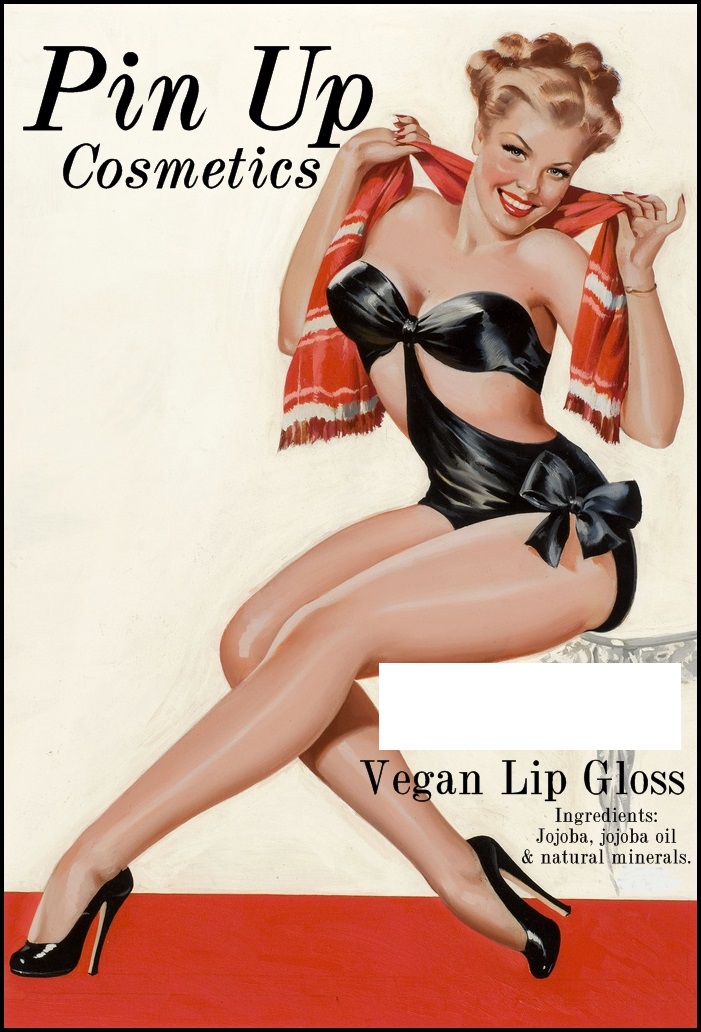 Pin Up
Cosmetics
Vegan Lip Gloss
Ingredients:
Jojoba, jojoba oil
& natural minerals.